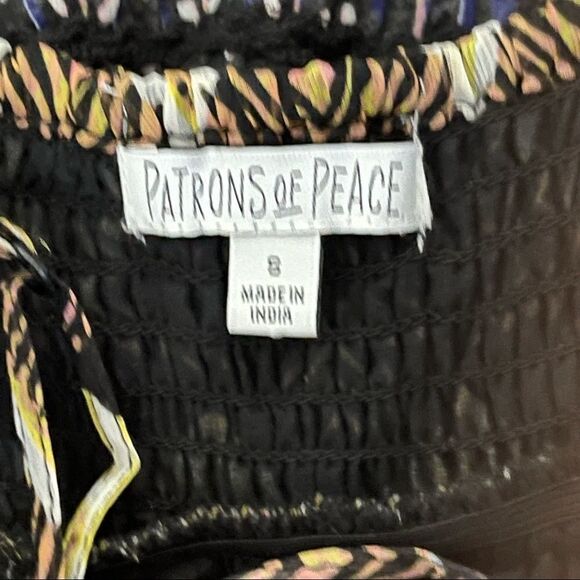 PATRONS OF PEACE
8
MADE IN
INDIA